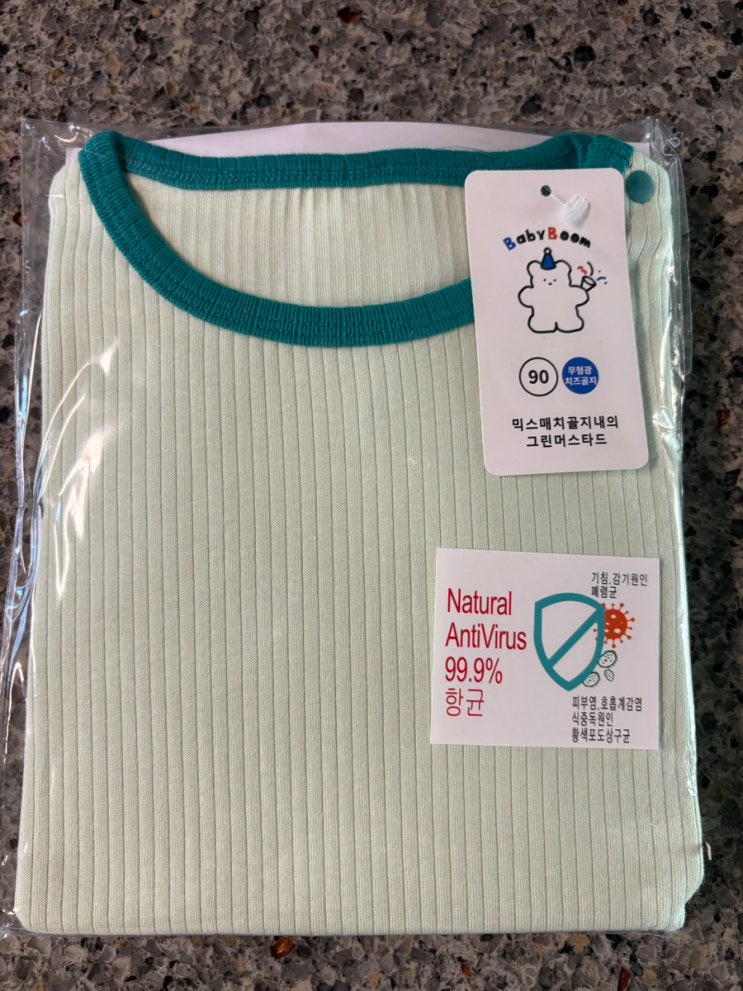 BabyBoom
90
무형광
치즈골지
믹스매치골지내의
그린머스타드
기침.감기원인
폐렴균
Natural
AntiVirus
99.9%
항균
피부염.호흡계감염
식중독원인
황색포도상구균